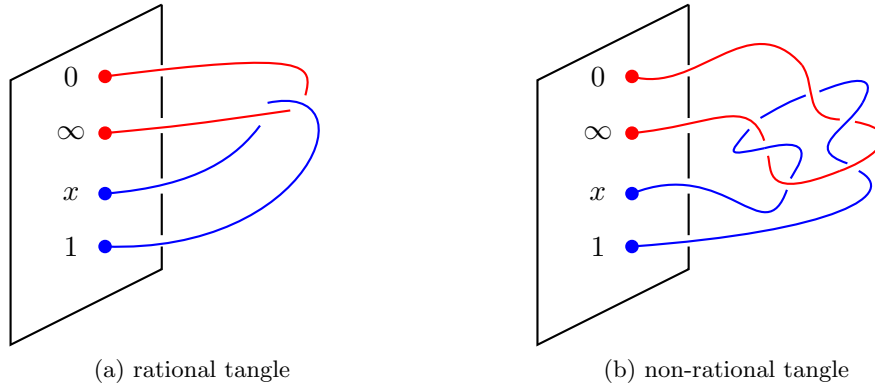 0
∞
x
1
(a) rational tangle
0
∞
x
1
(b) non-rational tangle